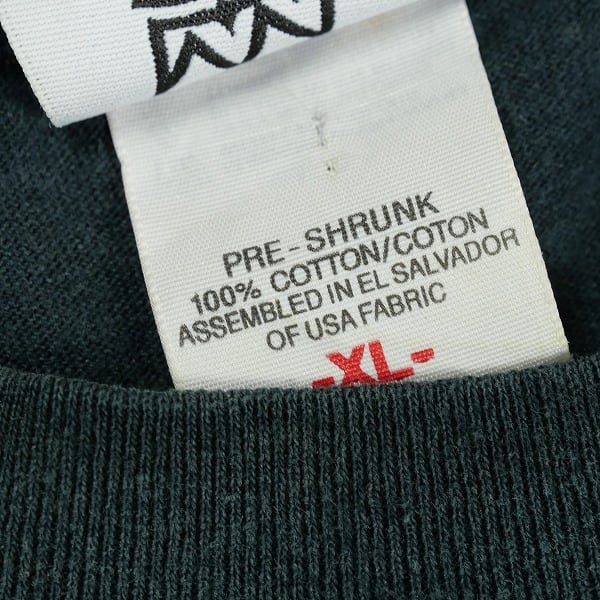 PRE-SHRUNK
100% COTTON/COTON
ASSEMBLED IN EL SALVADOR
OF USA FABRIC
-XL-